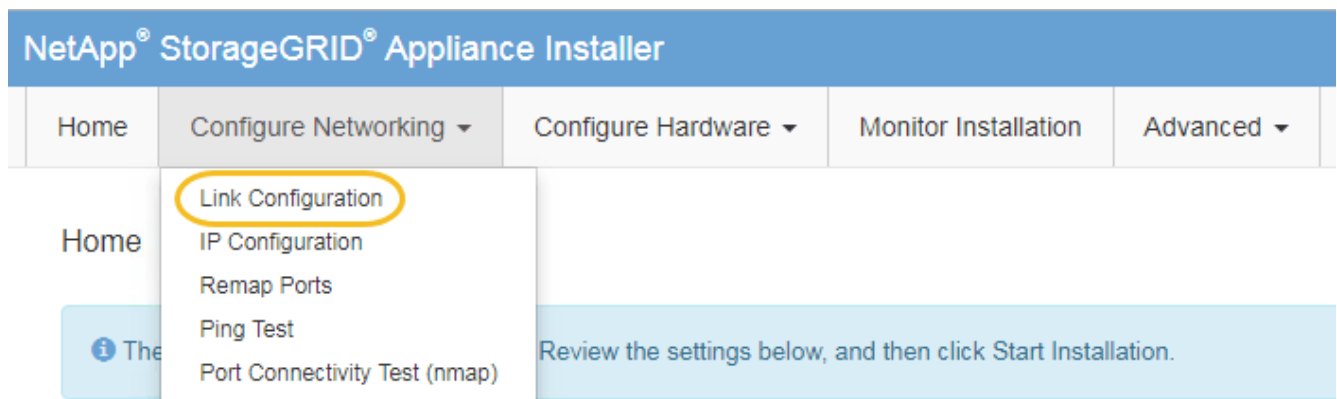 NetApp® StorageGRID® Appliance Installer
Home Configure Networking Configure Hardware Monitor Installation Advanced
Link Configuration
Home IP Configuration
Remap Ports
Ping Test
The Review the settings below, and then click Start Installation.
Port Connectivity Test (nmap)